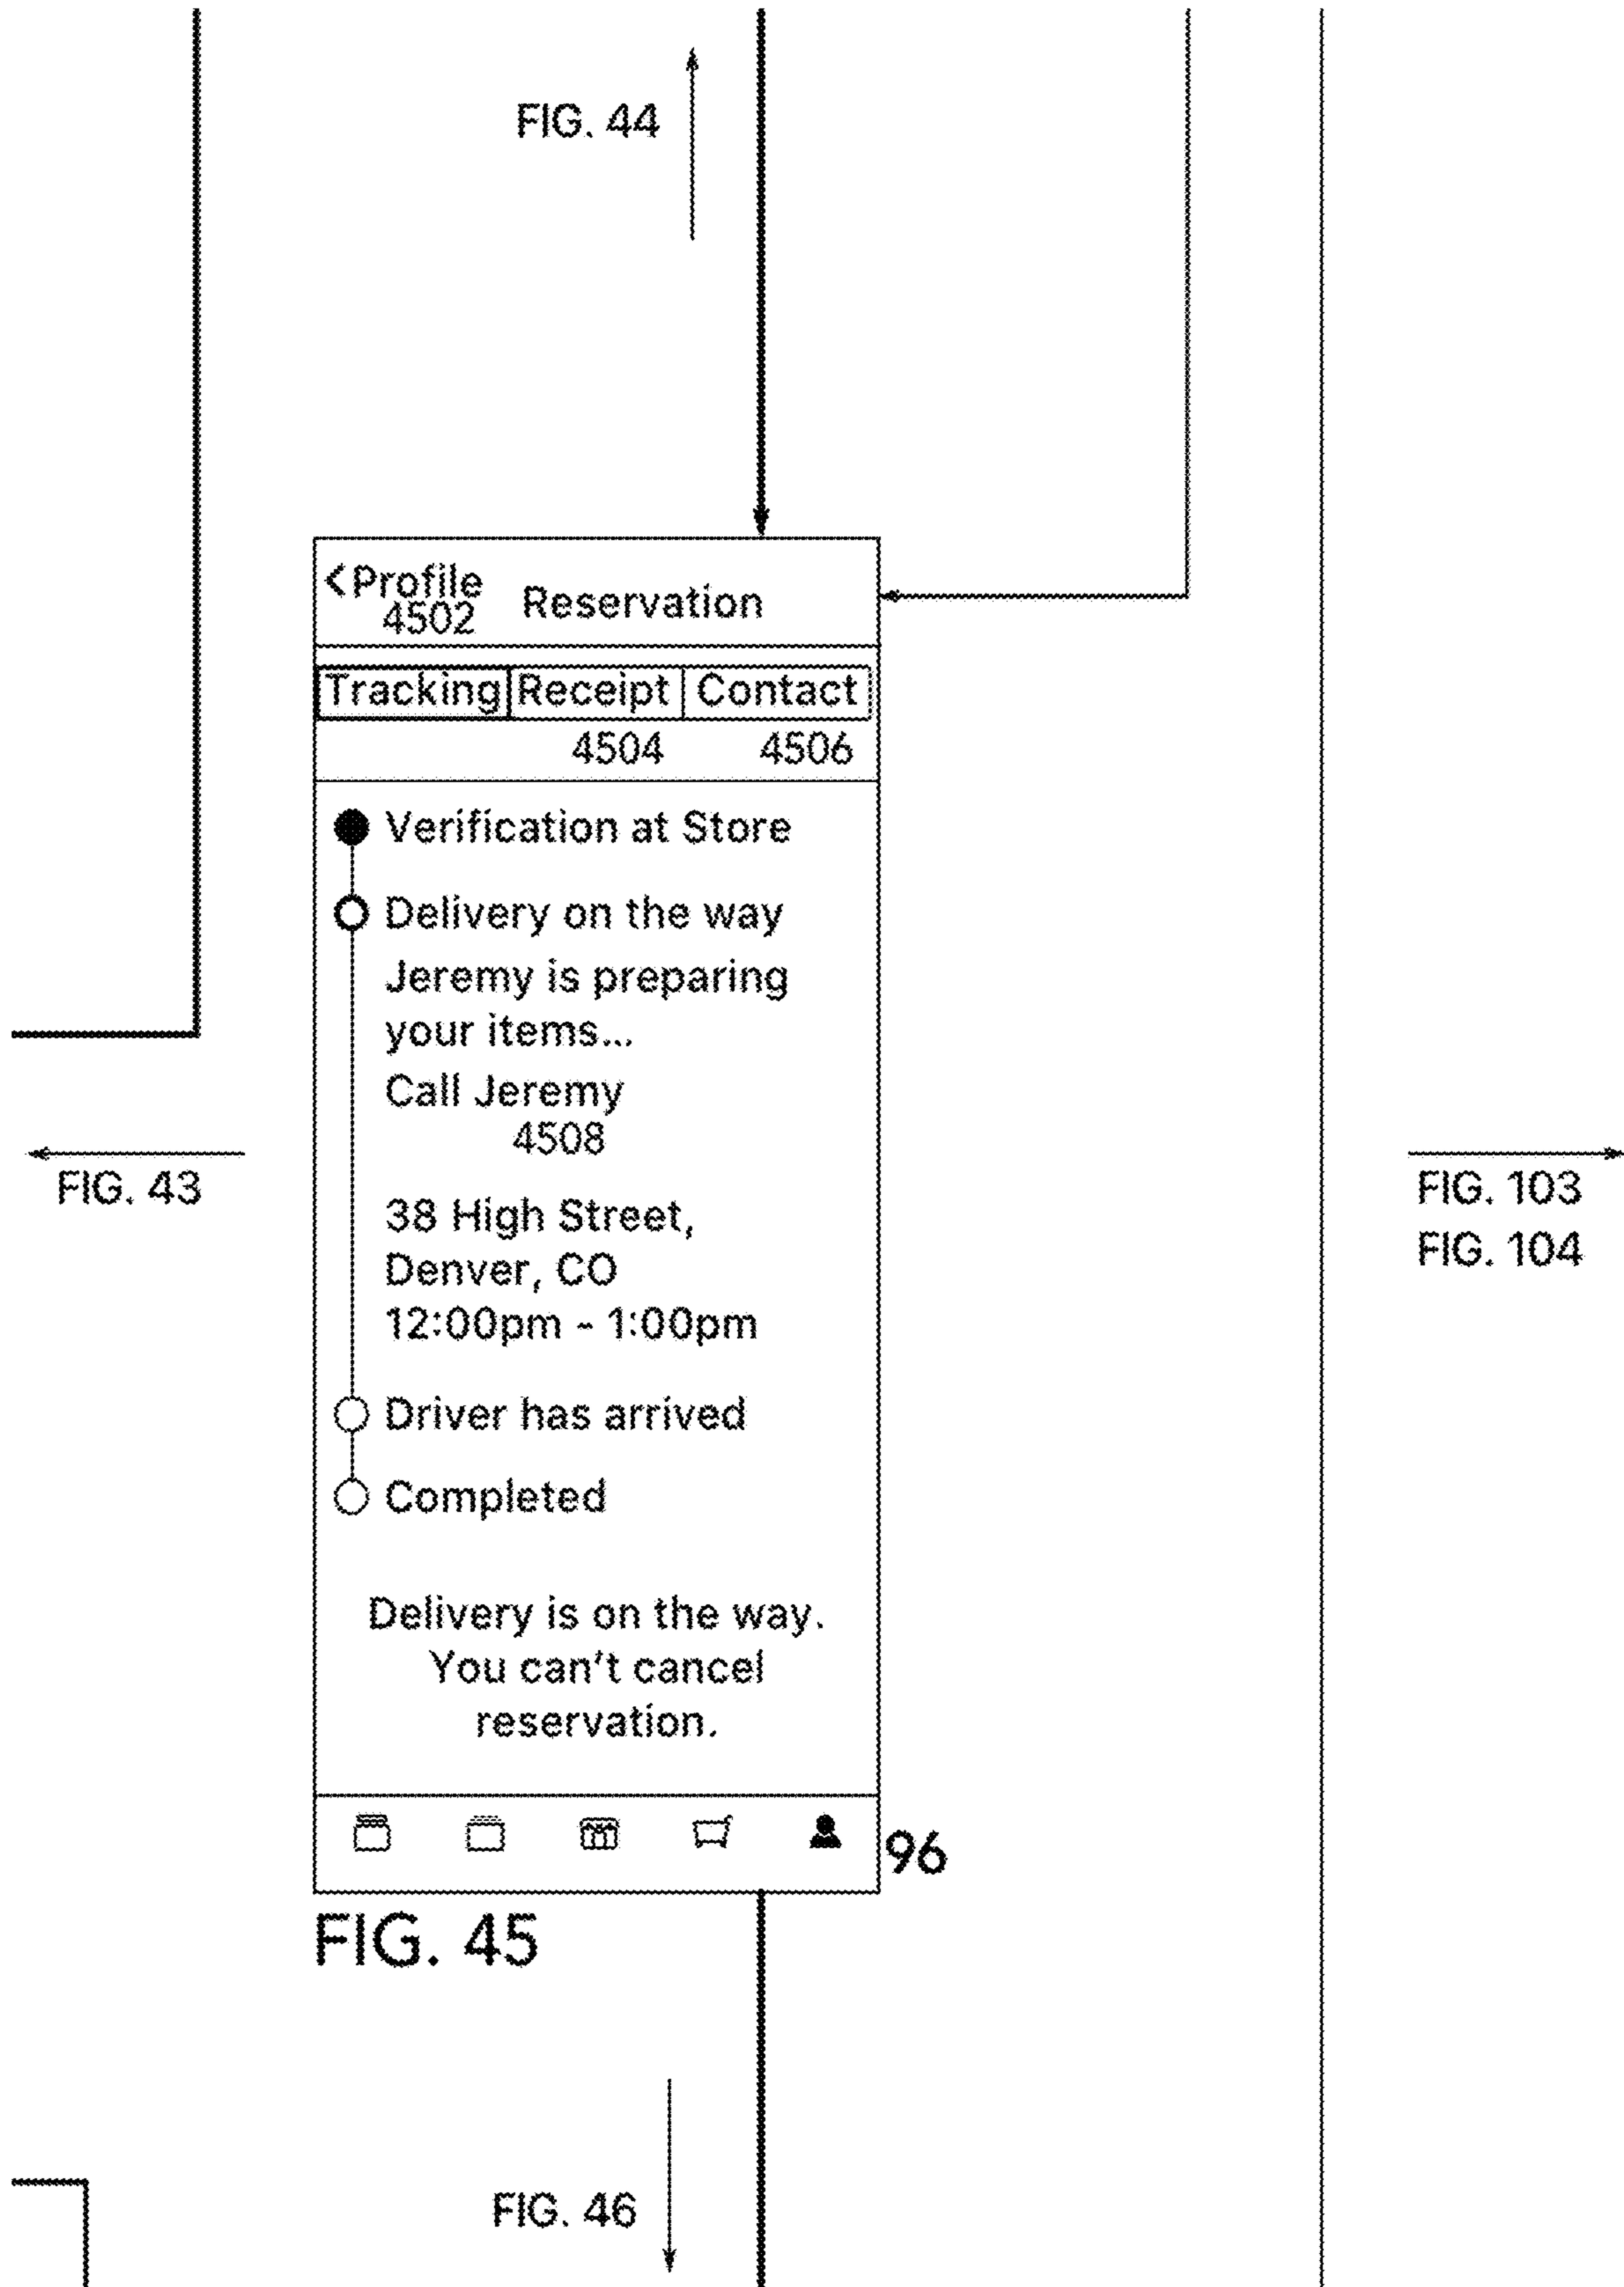 FIG. 44
<Profile
4502
Reservation
Tracking Receipt Contact
4504 4506
Verification at Store
Delivery on the way
Jeremy is preparing
your items...
Call Jeremy
4508
38 High Street,
Denver, CO
12:00pm - 1:00pm
Driver has arrived
Completed
Delivery is on the way.
You can't cancel
reservation.
96
FIG. 45
FIG. 43
FIG. 103
FIG. 104
FIG. 46